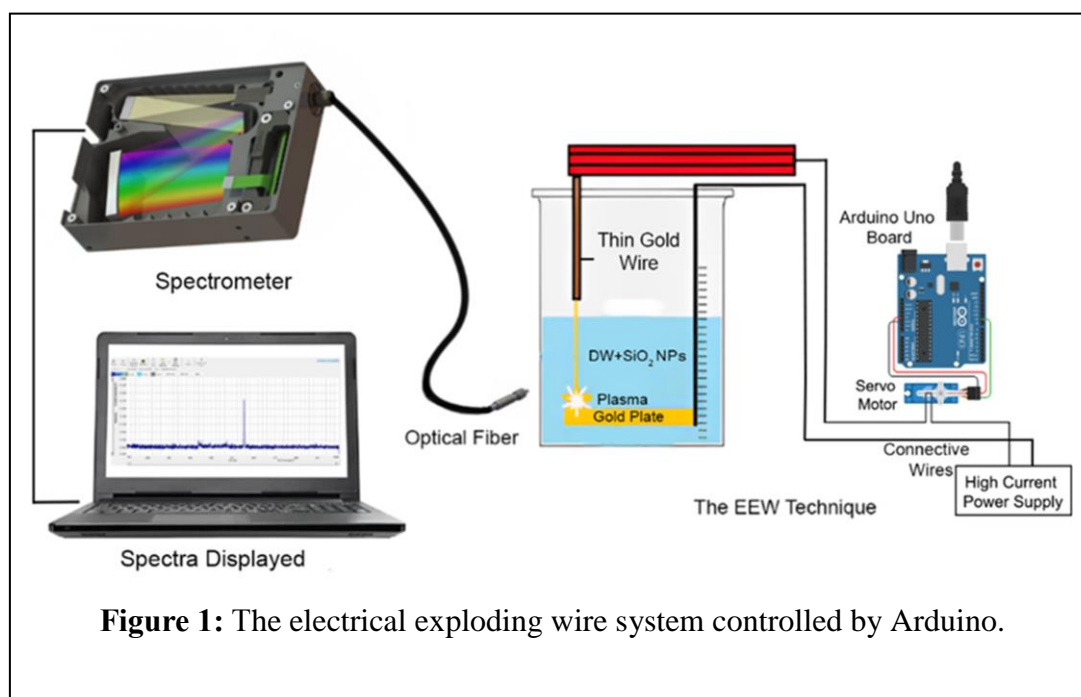 Spectrometer
Spectra Displayed
Optical Fiber
Thin Gold
Wire
DW+SiO₂ NPs
Plasma
Gold Plate
Arduino Uno
Board
Servo
Motor
Connective
Wires
High Current
Power Supply
The EEW Technique
Figure 1: The electrical exploding wire system controlled by Arduino.